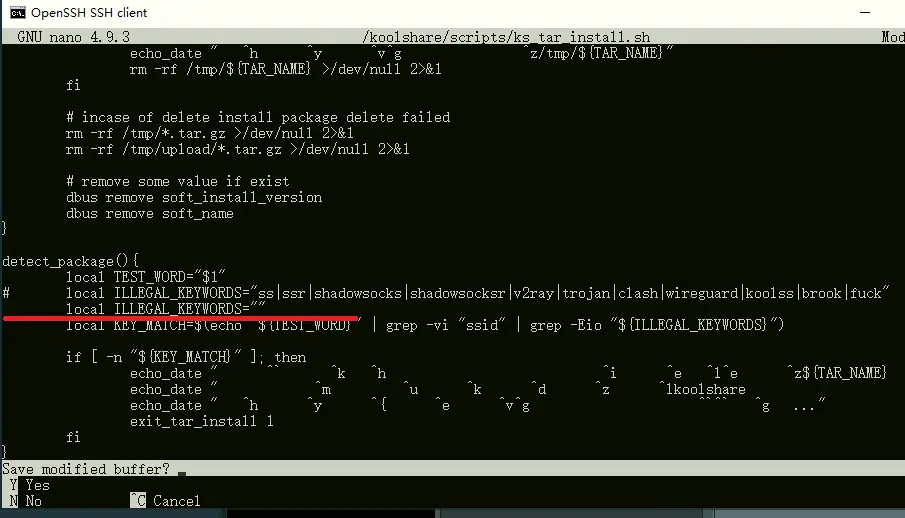 OpenSSH SSH client
GNU nano 4.9.3 /koolshare/scripts/ks_tar_install.sh Mod
echo_date " ^h ^y ^v^g ^z/tmp/${TAR_NAME}"
rm -rf /tmp/${TAR_NAME} >/dev/null 2>&1
fi
# incase of delete install package delete failed
rm -rf /tmp/*.tar.gz >/dev/null 2>&1
rm -rf /tmp/upload/*.tar.gz >/dev/null 2>&1
# remove some value if exist
dbus remove soft_install_version
dbus remove soft_name
}
detect_package(){
local TEST_WORD="$1"
# local ILLEGAL_KEYWORDS="ss|ssr|shadowsocks|shadowsocksr|v2ray|trojan|clash|wireguard|koolss|brook|fuck"
local ILLEGAL_KEYWORDS=""
local KEY_MATCH=$(echo "${TEST_WORD}" | grep -vi "ssid" | grep -Eio "${ILLEGAL_KEYWORDS}")
if [ -n "${KEY_MATCH}" ]; then
echo_date " ^` ^k ^h ^i ^e ^l^e ^z${TAR_NAME}
echo_date " ^m ^u ^k ^d ^z ^lkoolshare
echo_date " ^h ^y ^{ ^e ^v^g ^`^` ^g ..."
exit_tar_install 1
fi
}
Save modified buffer?
Y Yes
N No ^C Cancel